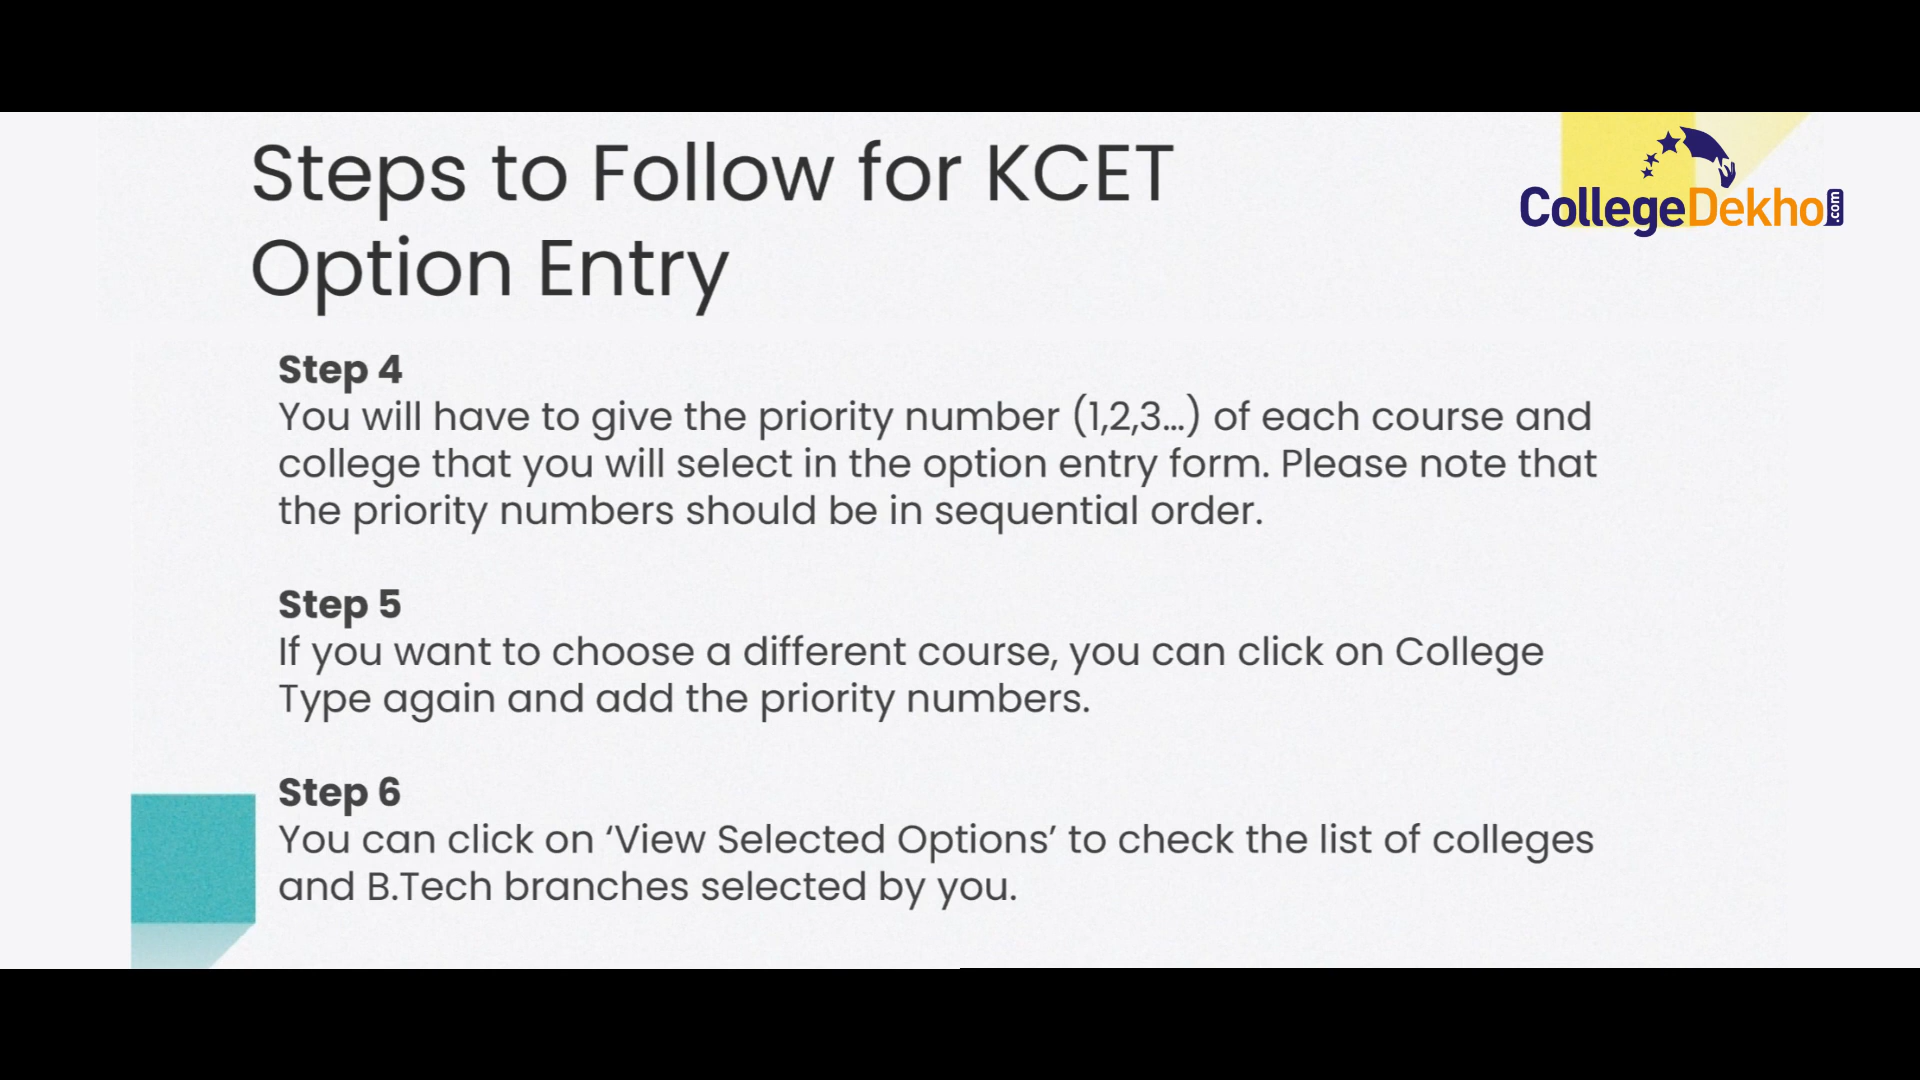 Steps to Follow for KCET
Option Entry
CollegeDekho.com
Step 4
You will have to give the priority number (1,2,3...) of each course and
college that you will select in the option entry form. Please note that
the priority numbers should be in sequential order.
Step 5
If you want to choose a different course, you can click on College
Type again and add the priority numbers.
Step 6
You can click on ‘View Selected Options’ to check the list of colleges
and B.Tech branches selected by you.